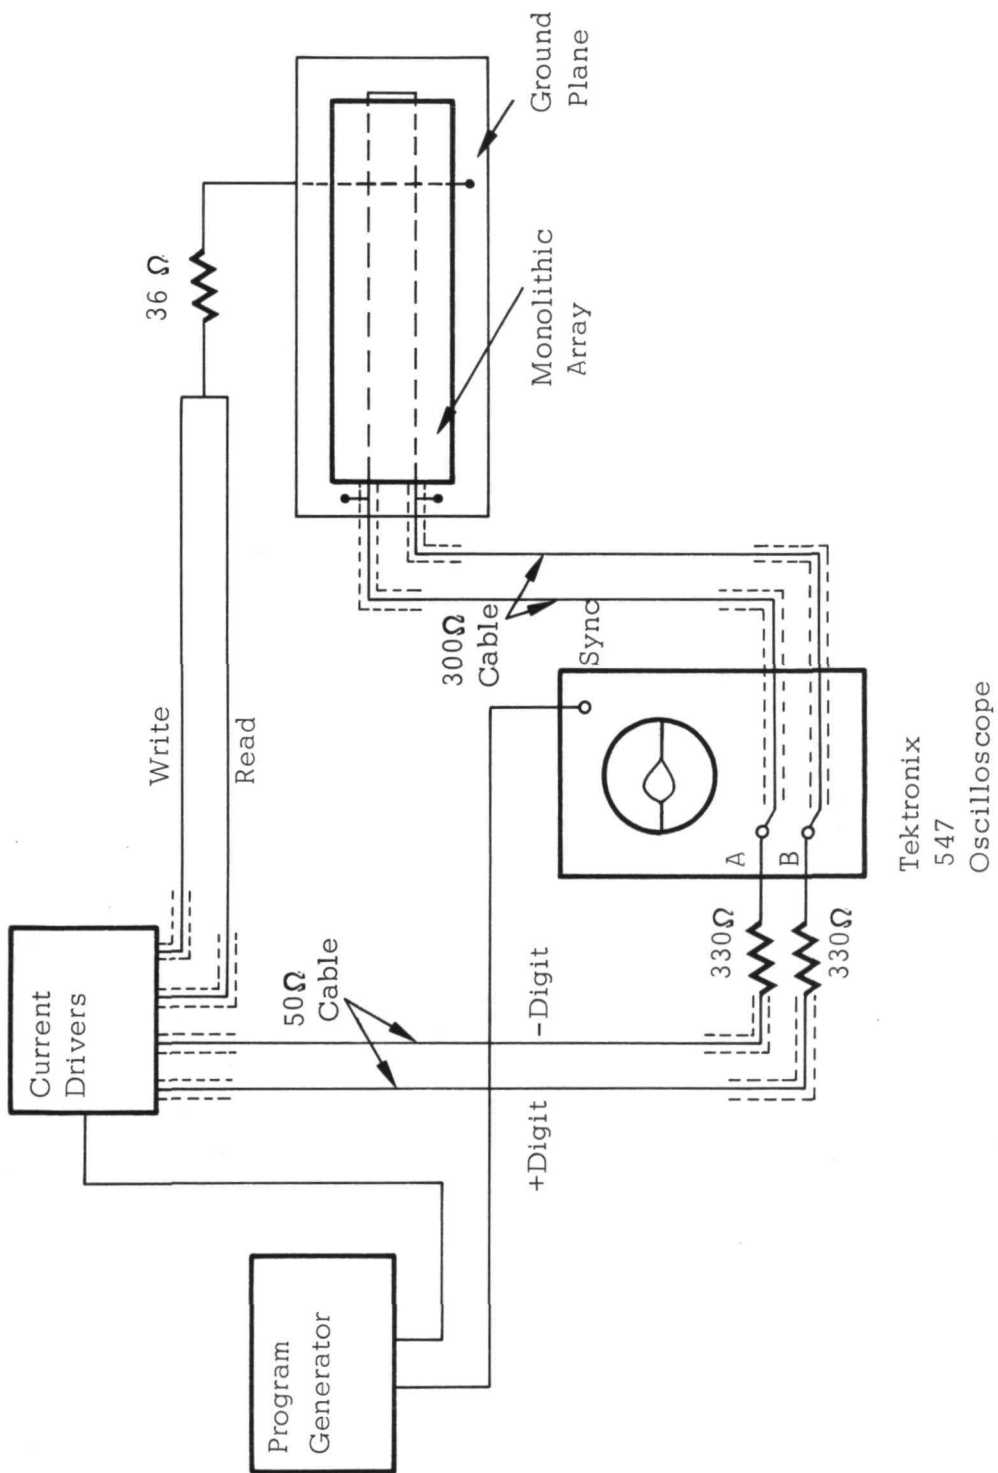 Program
Generator
Current
Drivers
50Ω
Cable
+Digit
-Digit
Write
Read
36 Ω
330Ω
330Ω
A
B
Sync
Tektronix
547
Oscilloscope
300Ω
Cable
Monolithic
Array
Ground
Plane